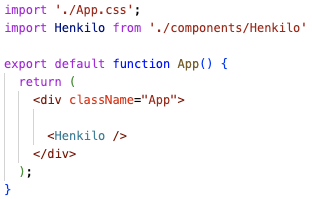 import './App.css';
import Henkilo from './components/Henkilo'

export default function App() {
  return (
    <div className="App">

      <Henkilo />
    </div>
  );
}